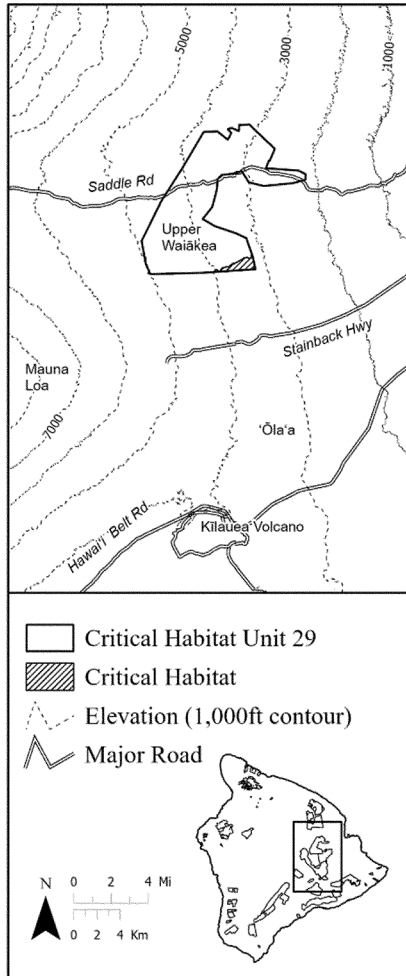 5000
3000
1000
Saddle Rd
Upper
Waiākea
Stainback Hwy
Mauna
Loa
7000
ʻŌlaʻa
Kīlauea Volcano
Hawaiʻi Belt Rd
Critical Habitat Unit 29
Critical Habitat
Elevation (1,000ft contour)
Major Road
N
0 2 4 Mi
0 2 4 Km